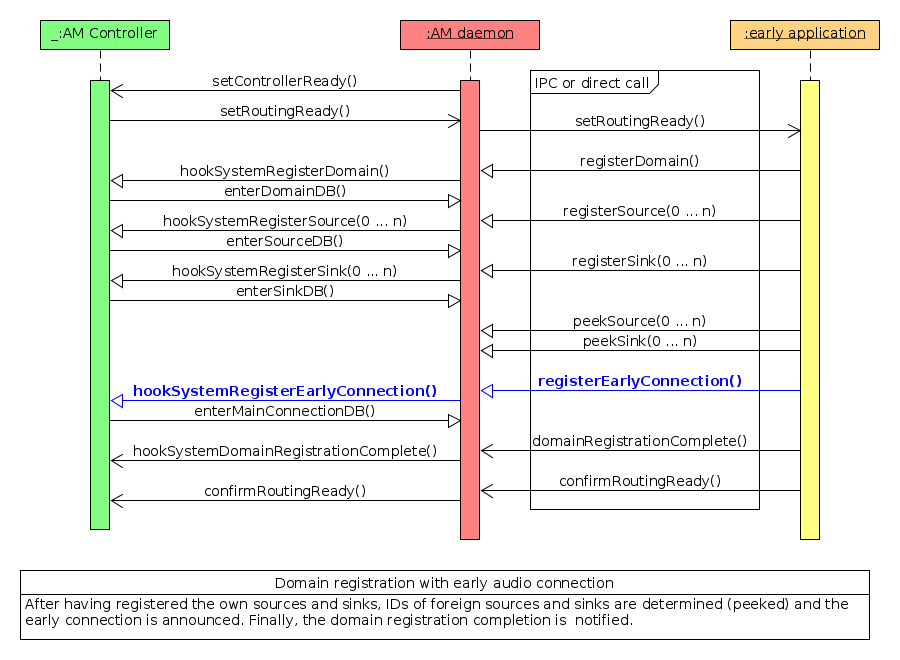 _:AM Controller
:AM daemon
:early application
IPC or direct call
setControllerReady()
setRoutingReady()
setRoutingReady()
registerDomain()
hookSystemRegisterDomain()
enterDomainDB()
registerSource(0 ... n)
hookSystemRegisterSource(0 ... n)
enterSourceDB()
registerSink(0 ... n)
hookSystemRegisterSink(0 ... n)
enterSinkDB()
peekSource(0 ... n)
peekSink(0 ... n)
registerEarlyConnection()
hookSystemRegisterEarlyConnection()
enterMainConnectionDB()
domainRegistrationComplete()
hookSystemDomainRegistrationComplete()
confirmRoutingReady()
confirmRoutingReady()
Domain registration with early audio connection
After having registered the own sources and sinks, IDs of foreign sources and sinks are determined (peeked) and the
early connection is announced. Finally, the domain registration completion is  notified.